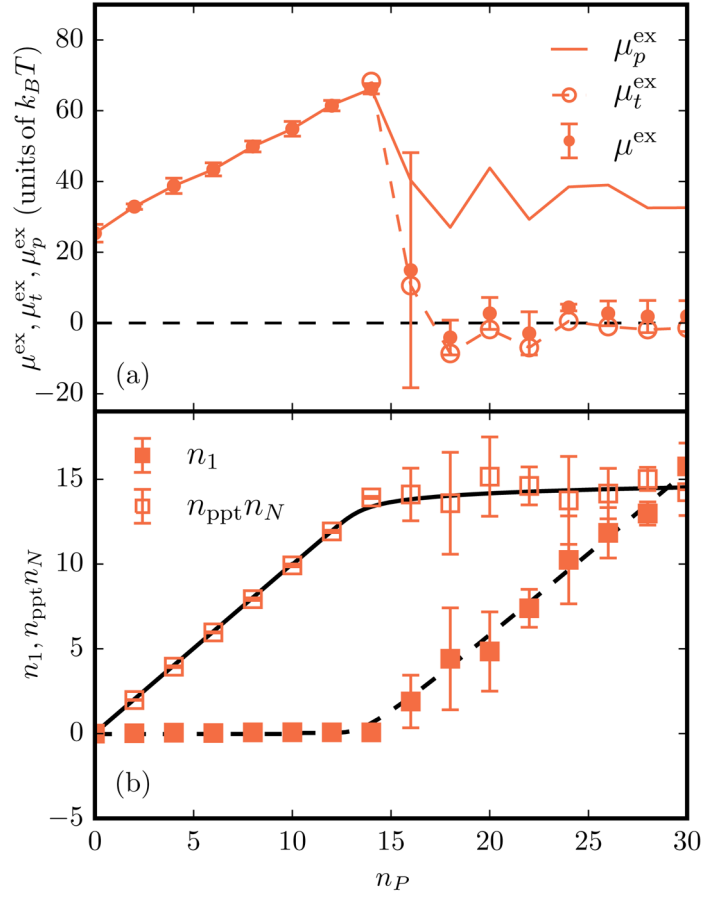 80
60
40
20
0
−20
μ^ex, μ_t^ex, μ_p^ex (units of k_BT)
μ_p^ex
μ_t^ex
μ^ex
(a)
15
10
5
0
−5
n_1, n_ppt n_N
n_1
n_ppt n_N
(b)
0 5 10 15 20 25 30
n_P